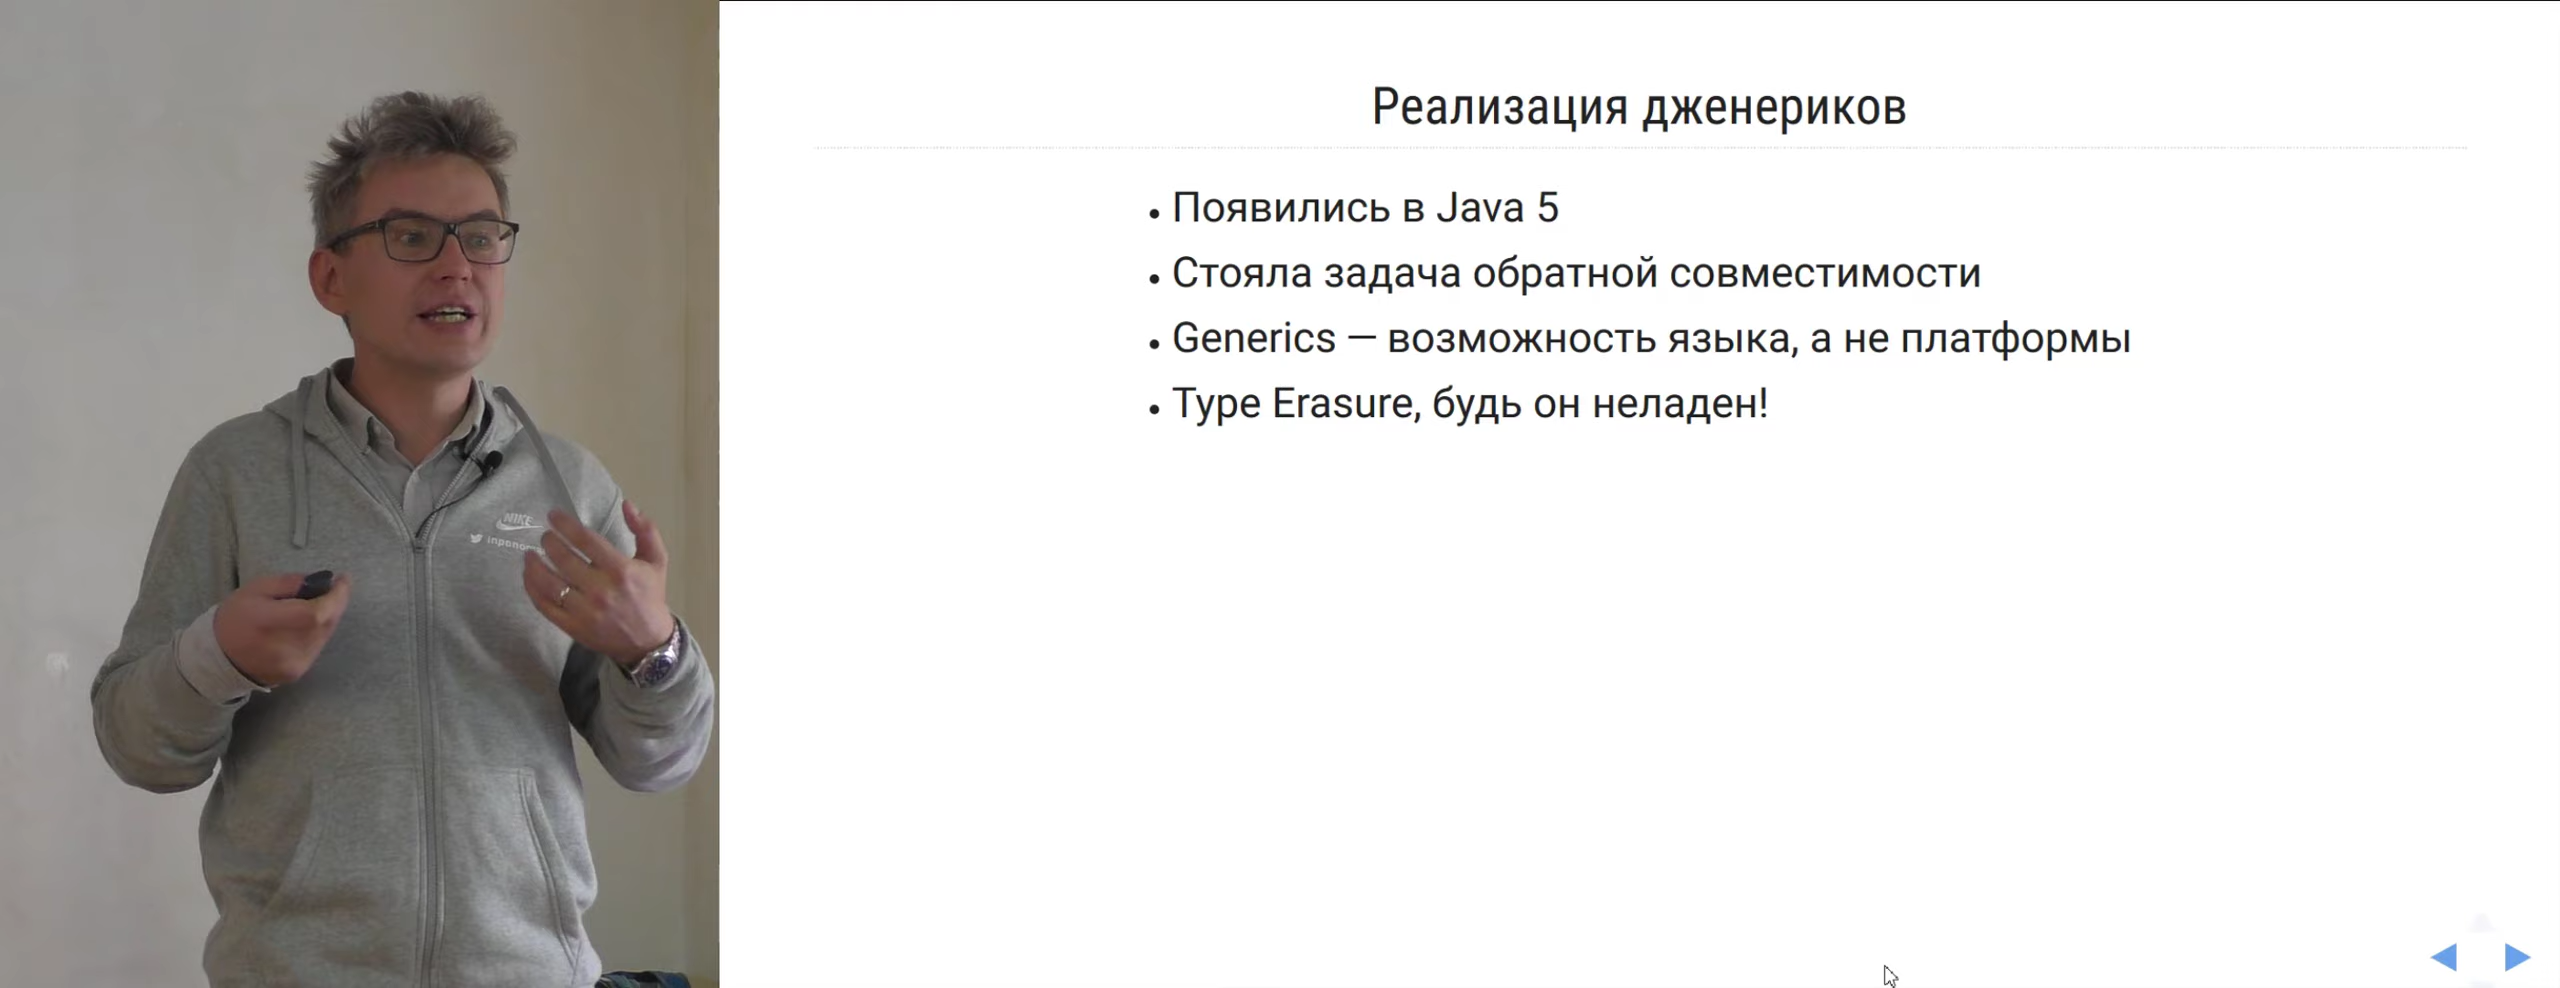 Реализация дженериков
• Появились в Java 5
• Стояла задача обратной совместимости
• Generics — возможность языка, а не платформы
• Type Erasure, будь он неладен!
NIKE